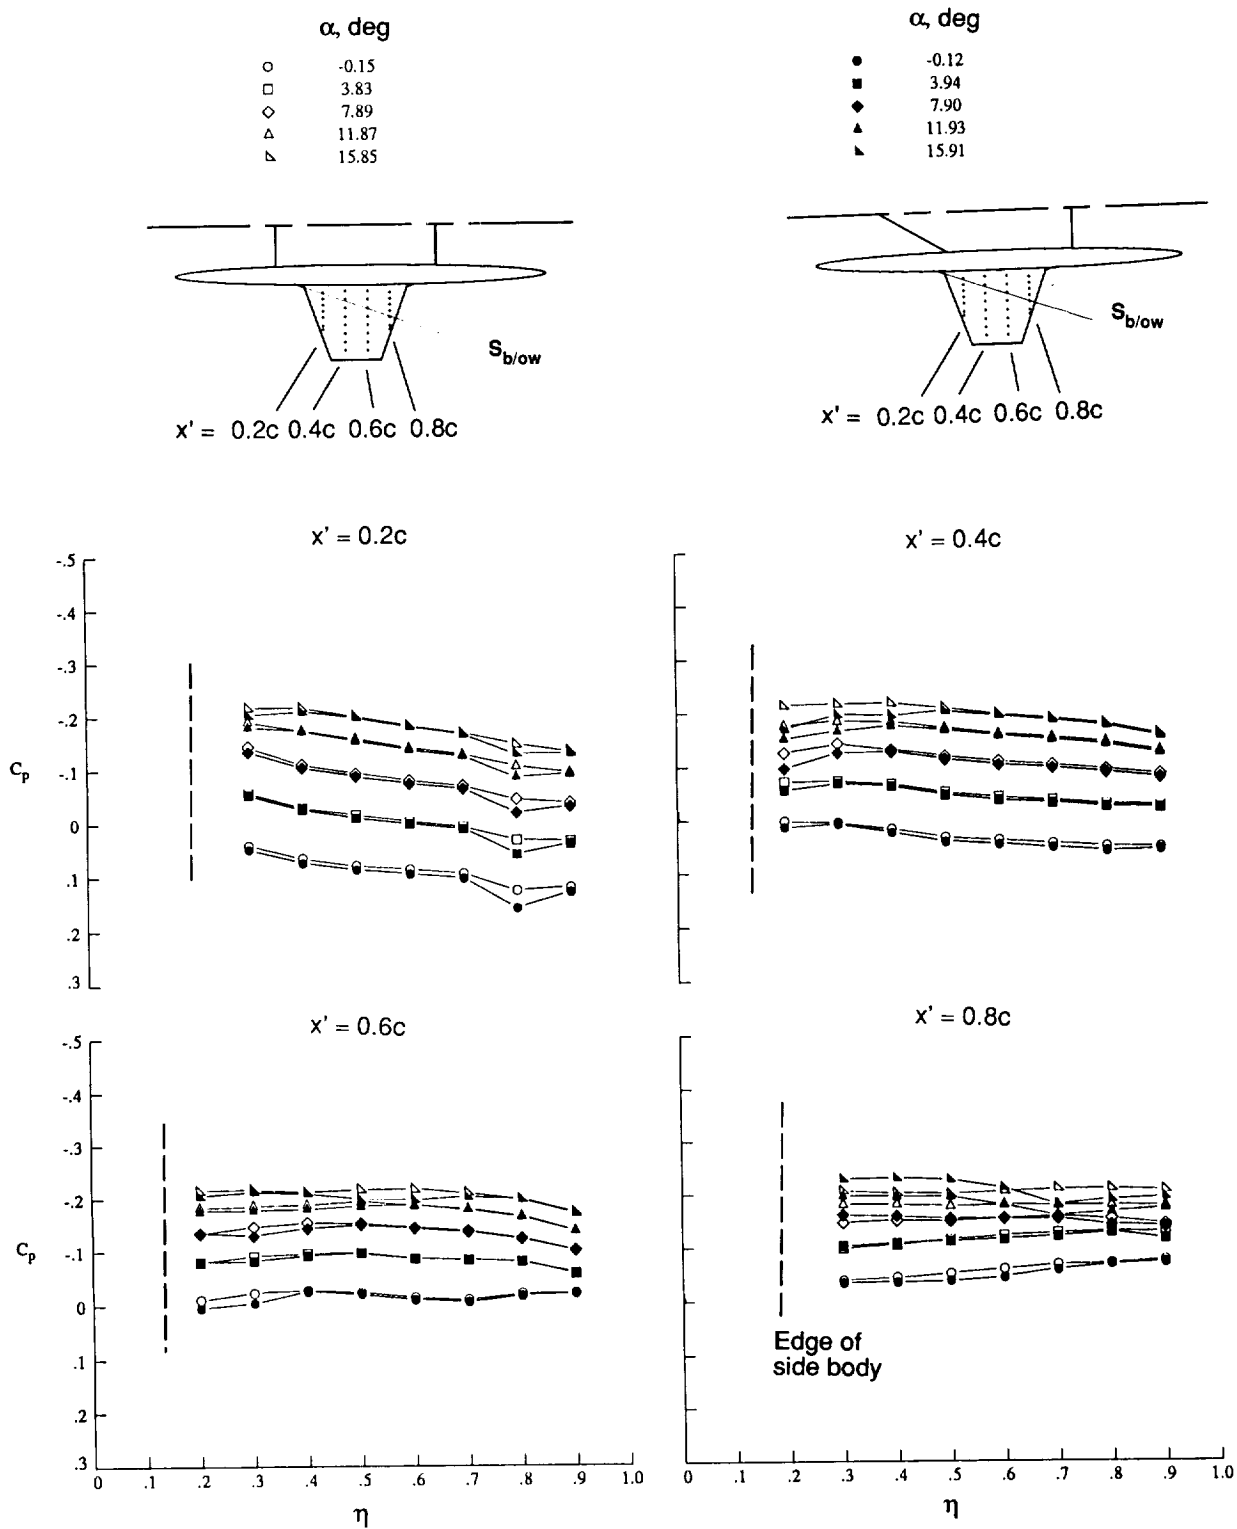 α, deg
-0.15
3.83
7.89
11.87
15.85
α, deg
-0.12
3.94
7.90
11.93
15.91
S_b/ow
x' = 0.2c 0.4c 0.6c 0.8c
S_b/ow
x' = 0.2c 0.4c 0.6c 0.8c
x' = 0.2c
-.5
-.4
-.3
-.2
C_p
-.1
0
.1
.2
.3
x' = 0.4c
x' = 0.6c
-.5
-.4
-.3
-.2
C_p
-.1
0
.1
.2
.3
0 .1 .2 .3 .4 .5 .6 .7 .8 .9 1.0
η
x' = 0.8c
Edge of
side body
0 .1 .2 .3 .4 .5 .6 .7 .8 .9 1.0
η